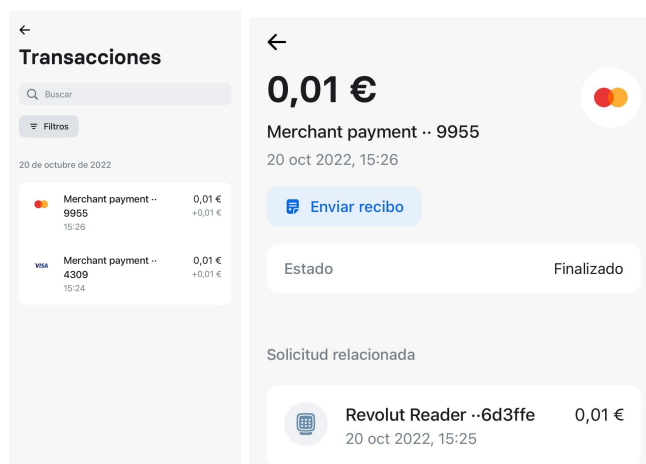 Transacciones
Buscar
Filtros
20 de octubre de 2022
Merchant payment ·· 0,01 €
9955 +0,01 €
15:26
VISA Merchant payment ·· 0,01 €
4309 +0,01 €
15:24
0,01 €
Merchant payment ·· 9955
20 oct 2022, 15:26
Enviar recibo
Estado Finalizado
Solicitud relacionada
Revolut Reader ··6d3ffe 0,01 €
20 oct 2022, 15:25